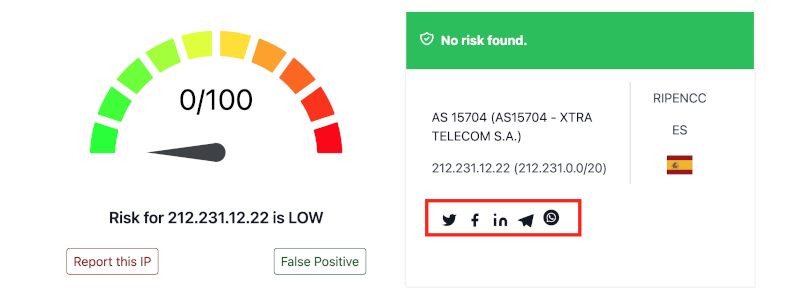 0/100
Risk for 212.231.12.22 is LOW
Report this IP
False Positive
No risk found.
AS 15704 (AS15704 - XTRA
TELECOM S.A.)
212.231.12.22 (212.231.0.0/20)
RIPENCC
ES